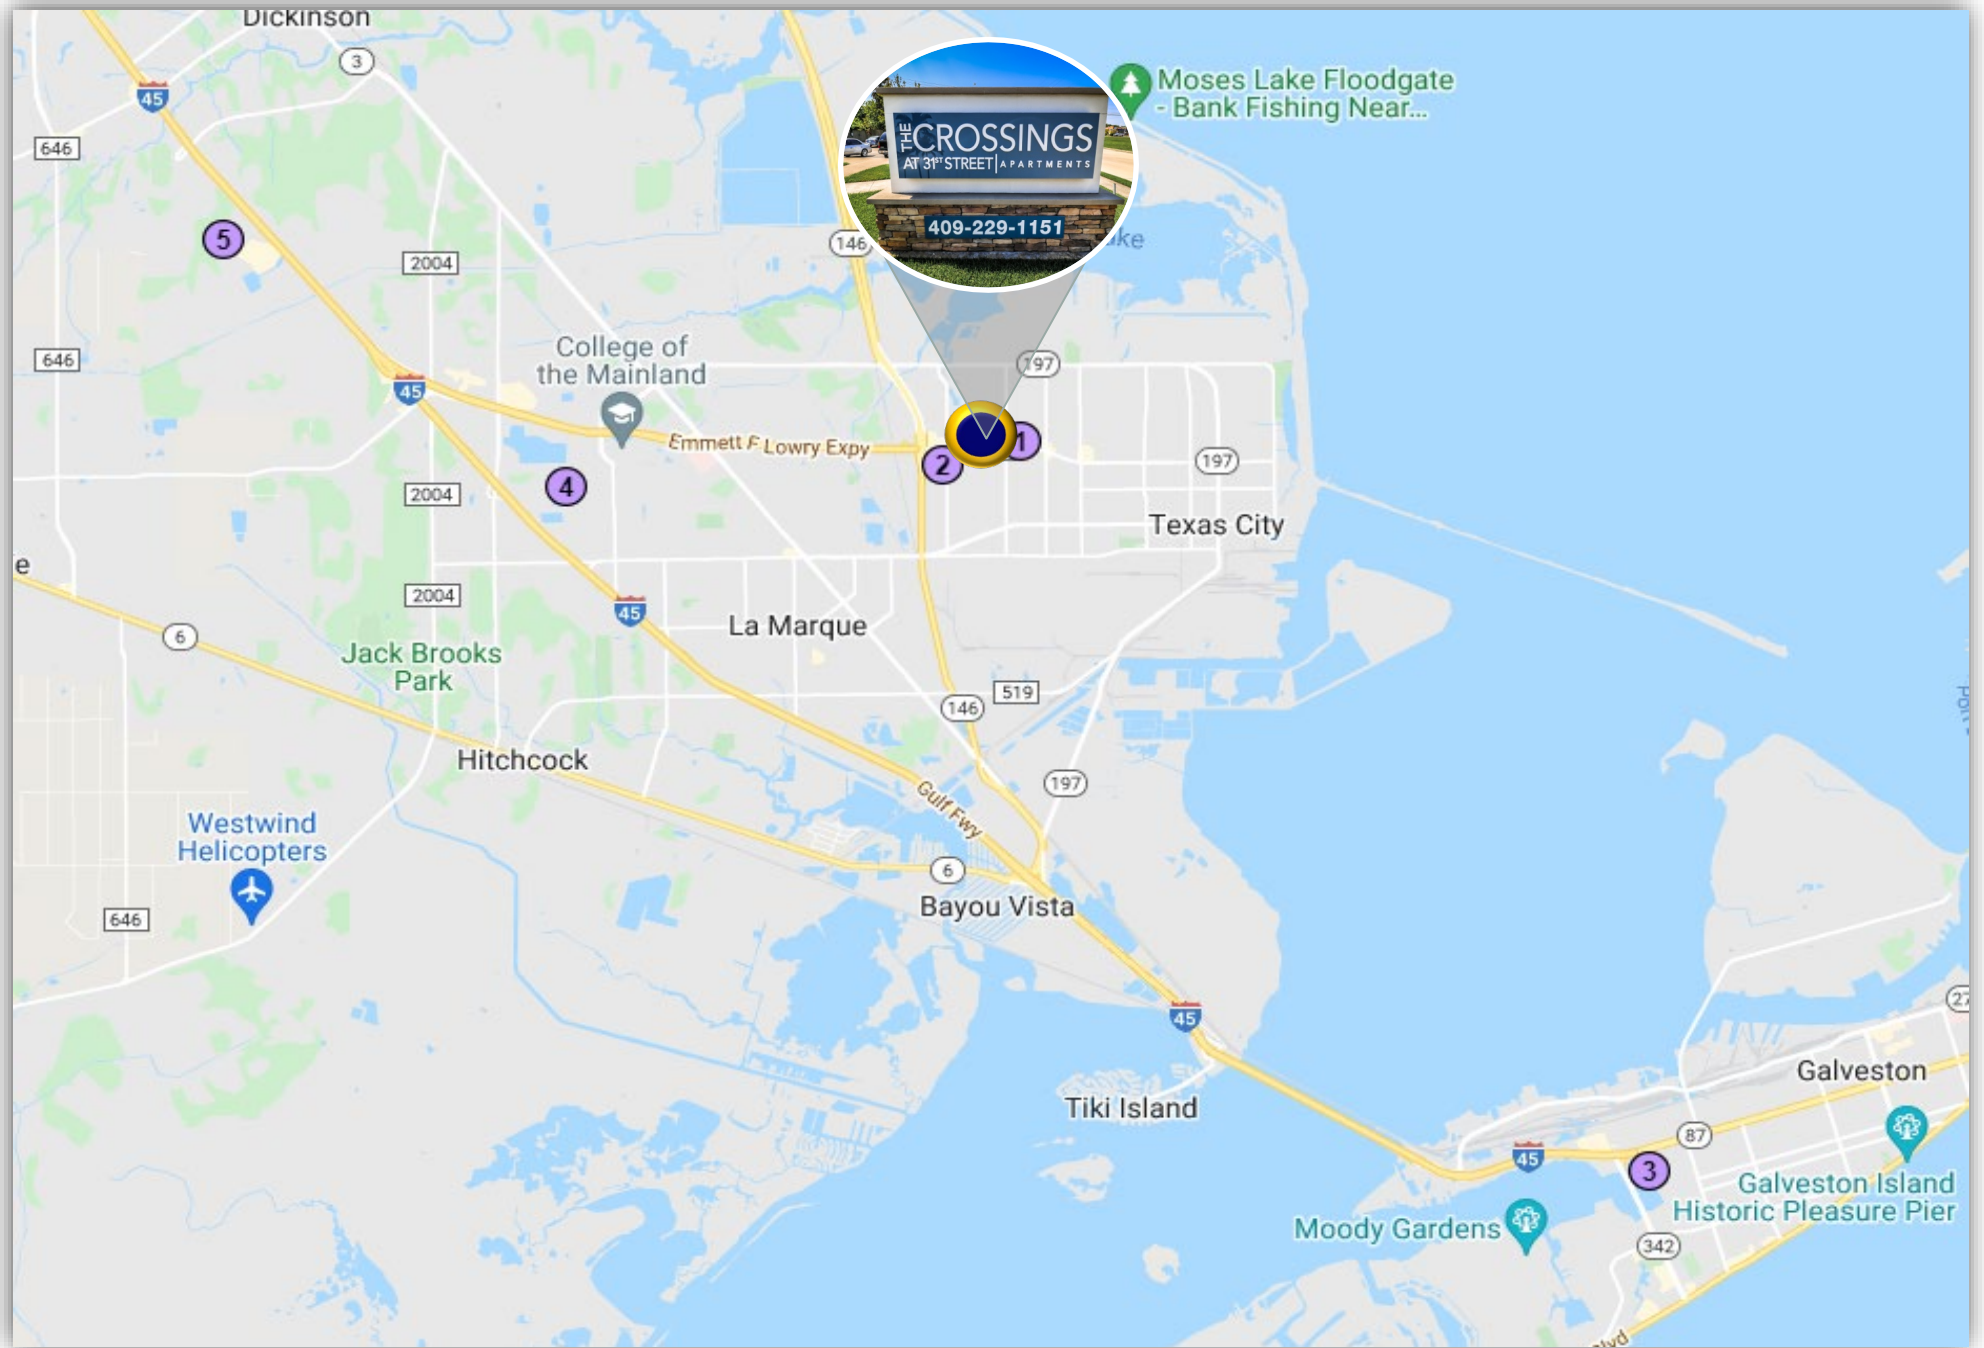 Dickinson
3
45
646
Moses Lake Floodgate
- Bank Fishing Near...
THE
CROSSINGS
AT 31ST STREET | APARTMENTS
409-229-1151
5
2004
146
646
College of
the Mainland
197
45
Emmett F Lowry Expy
1
2
197
4
2004
Texas City
e
2004
45
6
La Marque
Jack Brooks
Park
519
146
Hitchcock
197
Gulf Fwy
Westwind
Helicopters
6
646
Bayou Vista
27
45
Galveston
Tiki Island
87
45
3
Galveston Island
Historic Pleasure Pier
Moody Gardens
342